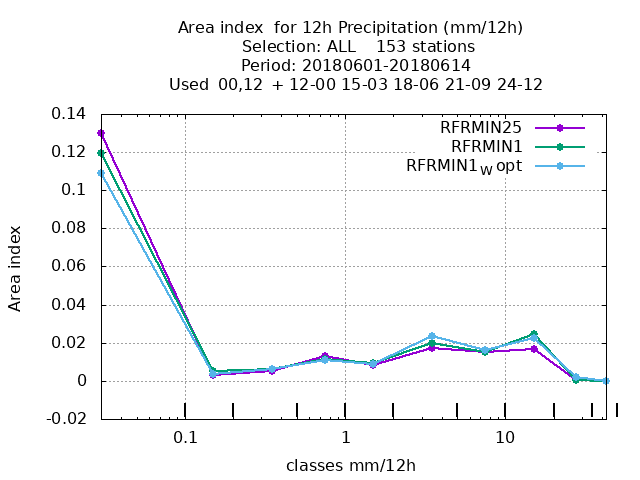 Area index  for 12h Precipitation (mm/12h)
Selection: ALL    153 stations
Period: 20180601-20180614
Used  00,12  + 12-00 15-03 18-06 21-09 24-12
RFRMIN25
RFRMIN1
RFRMIN1W opt
0.14
0.12
0.1
0.08
0.06
0.04
0.02
0
-0.02
Area index
0.1
1
10
classes mm/12h